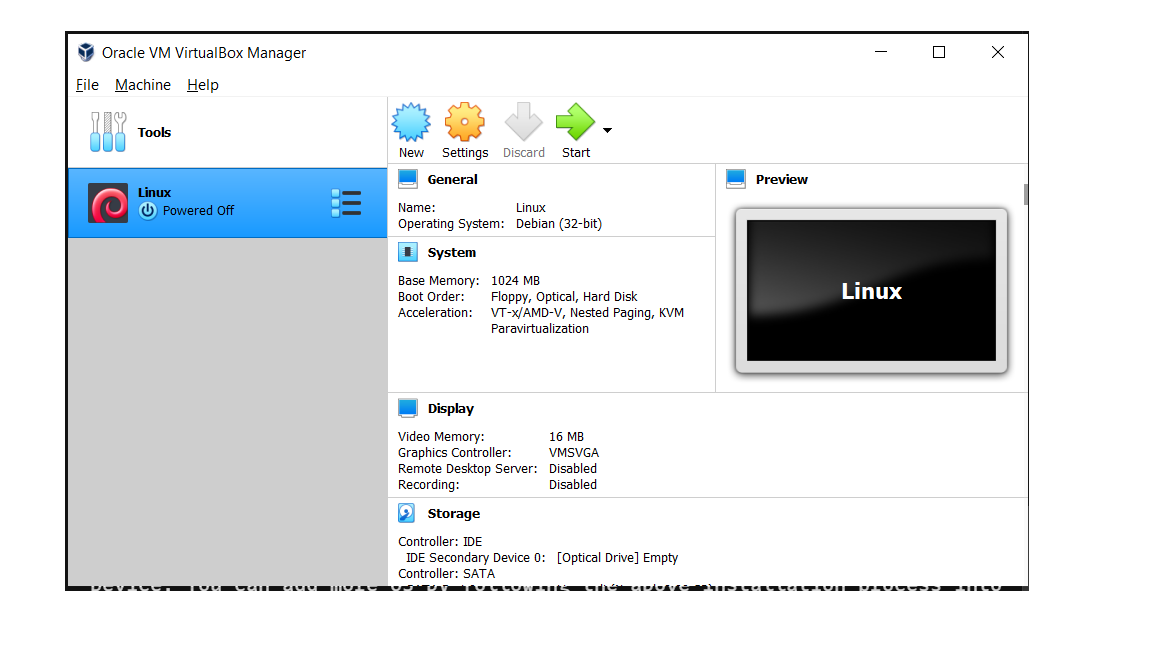 Oracle VM VirtualBox Manager
File Machine Help
Tools
New Settings Discard Start
Linux
Powered Off
General
Name: Linux
Operating System: Debian (32-bit)
Preview
Linux
System
Base Memory: 1024 MB
Boot Order: Floppy, Optical, Hard Disk
Acceleration: VT-x/AMD-V, Nested Paging, KVM
Paravirtualization
Display
Video Memory: 16 MB
Graphics Controller: VMSVGA
Remote Desktop Server: Disabled
Recording: Disabled
Storage
Controller: IDE
IDE Secondary Device 0: [Optical Drive] Empty
Controller: SATA